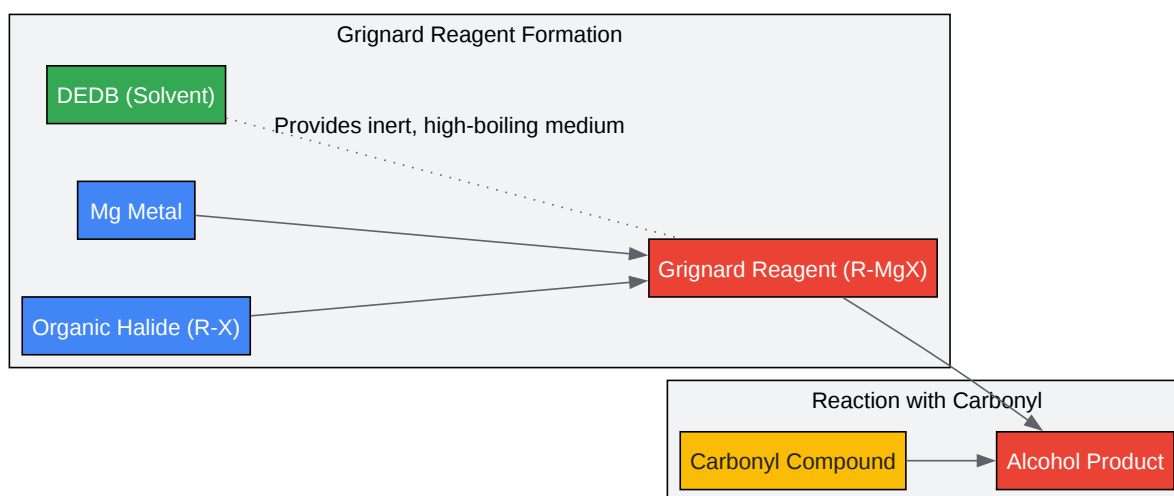 Grignard Reagent Formation
DEDB (Solvent)
Provides inert, high-boiling medium
Mg Metal
Grignard Reagent (R-MgX)
Organic Halide (R-X)
Reaction with Carbonyl
Carbonyl Compound
Alcohol Product